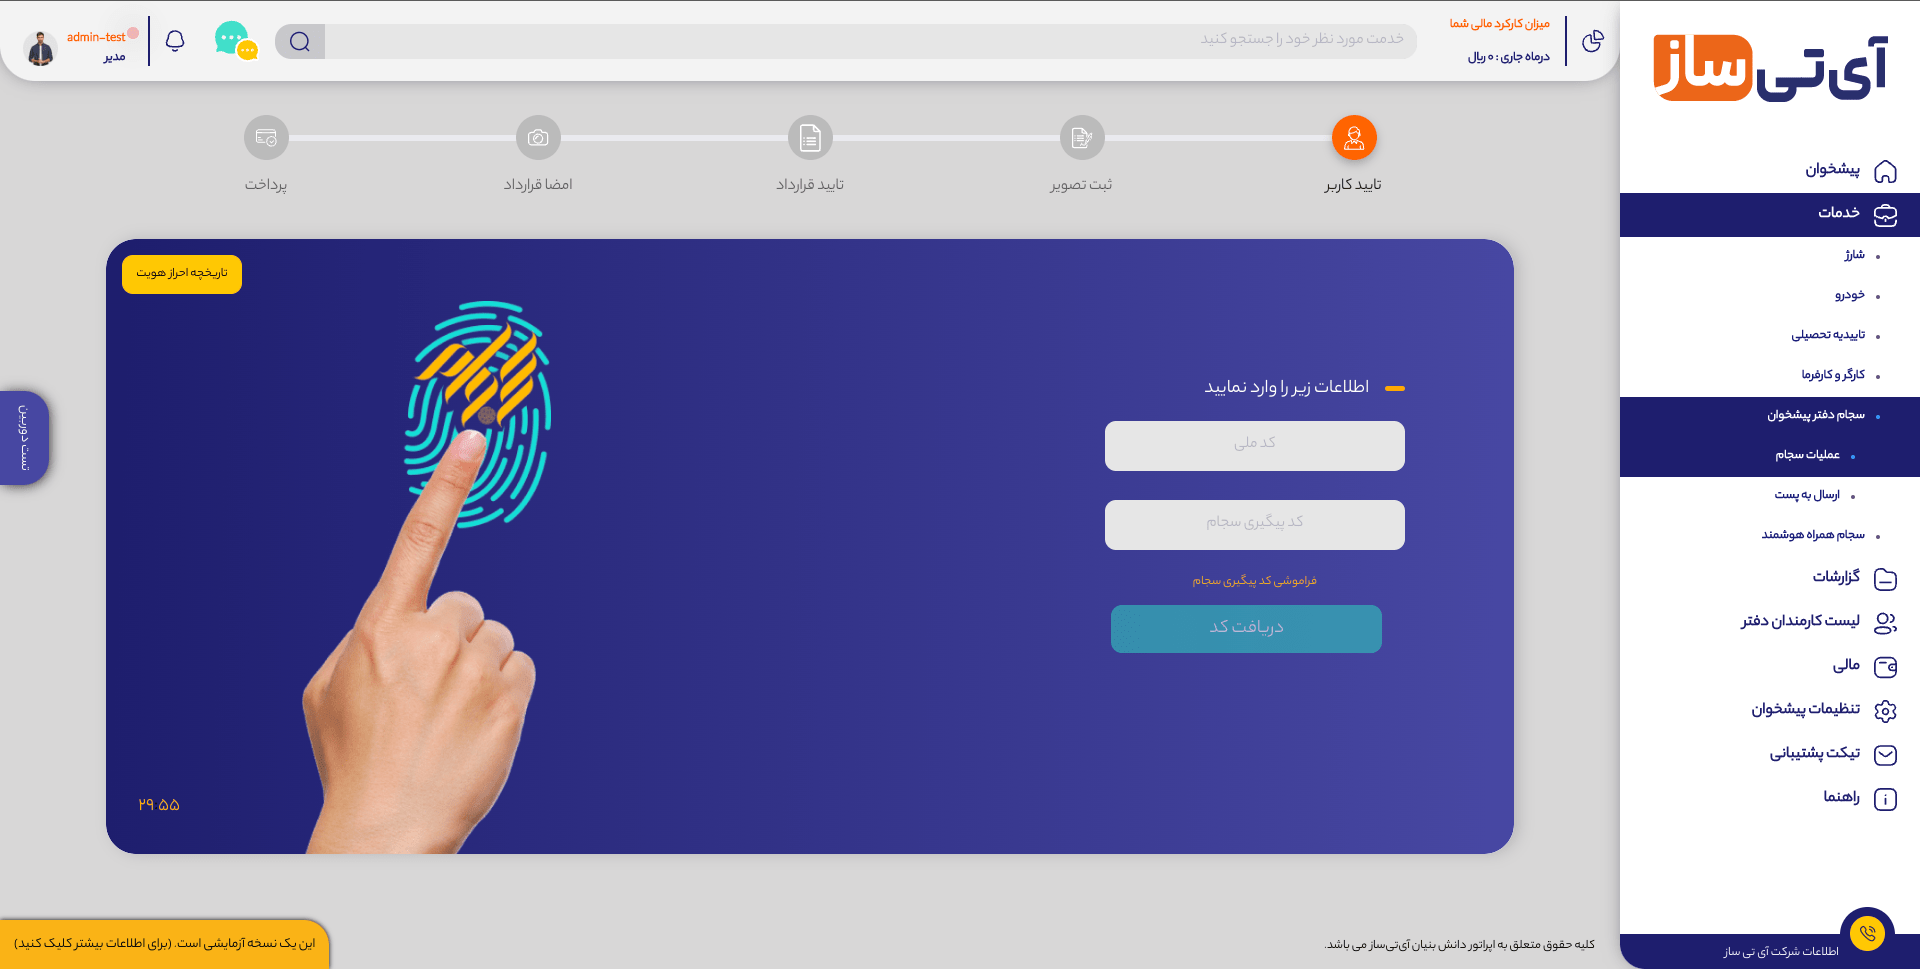 آی‌تی‌ساز
پیشخوان
خدمات
شارژ
خودرو
تاییدیه تحصیلی
کارگر و کارفرما
سجام دفتر پیشخوان
عملیات سجام
ارسال به پست
سجام همراه هوشمند
گزارشات
لیست کارمندان دفتر
مالی
تنظیمات پیشخوان
تیکت پشتیبانی
راهنما
اطلاعات شرکت آی تی ساز
میزان کارکرد مالی شما
درماه جاری : ۰ ریال
خدمت مورد نظر خود را جستجو کنید
admin-test
مدیر
تایید کاربر
ثبت تصویر
تایید قرارداد
امضا قرارداد
پرداخت
تاریخچه احراز هویت
اطلاعات زیر را وارد نمایید
کد ملی
کد پیگیری سجام
فراموشی کد پیگیری سجام
دریافت کد
احراز
۲۹ ۵۵
تست دوربین
کلیه حقوق متعلق به اپراتور دانش بنیان آی‌تی‌ساز می باشد.
این یک نسخه آزمایشی است. (برای اطلاعات بیشتر کلیک کنید)